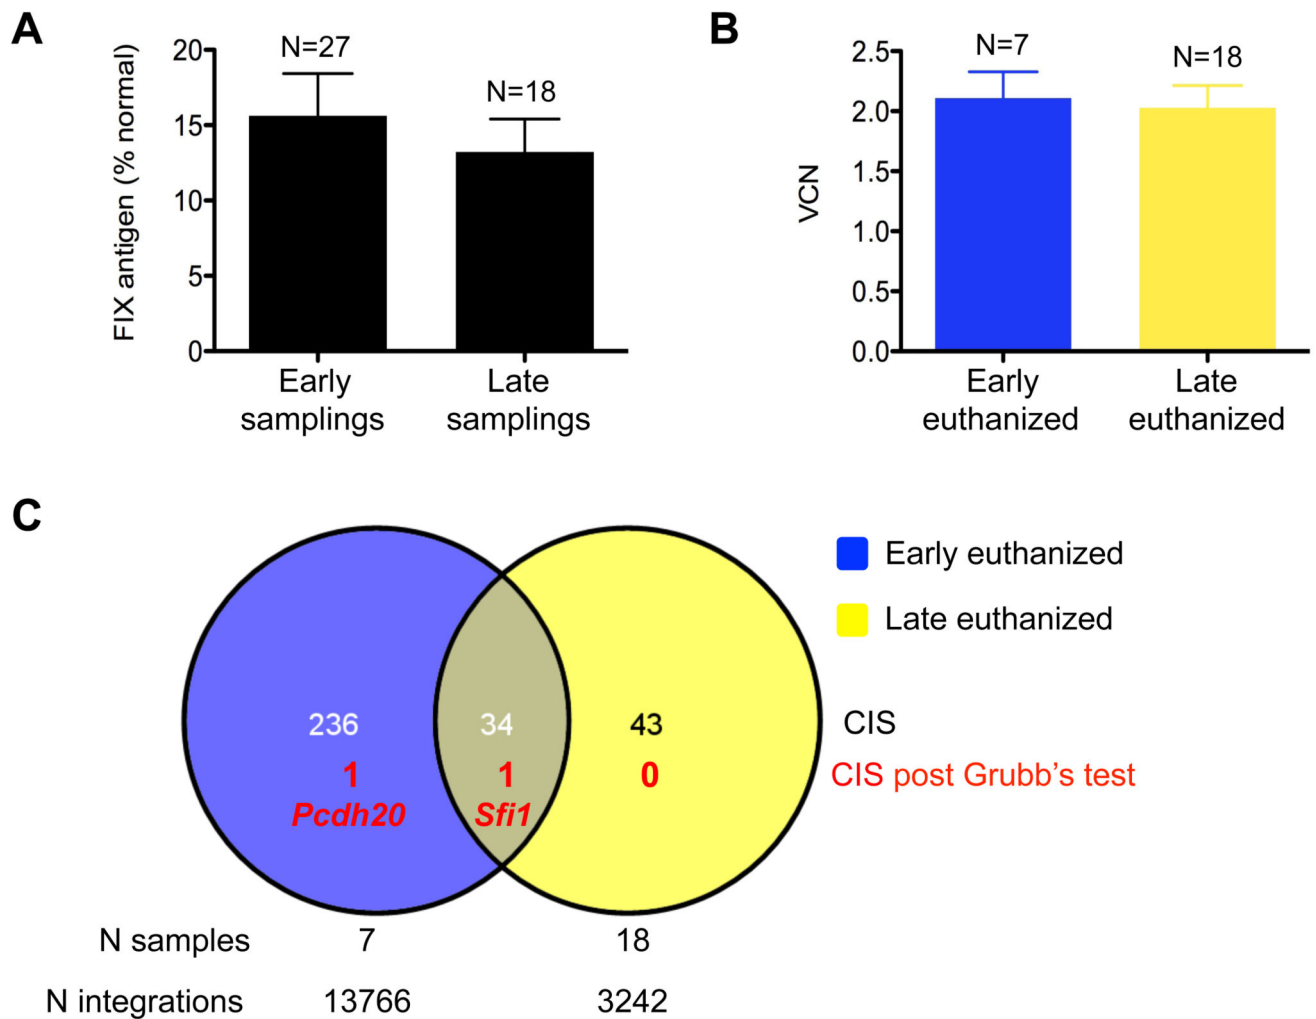 A
FIX antigen (% normal)
20
15
10
5
0
N=27
N=18
Early
samplings
Late
samplings
B
VCN
2.5
2.0
1.5
1.0
0.5
0.0
N=7
N=18
Early
euthanized
Late
euthanized
C
Early euthanized
Late euthanized
236 34 43 CIS
1 1 0 CIS post Grubb's test
Pcdh20 Sfi1
N samples 7 18
N integrations 13766 3242